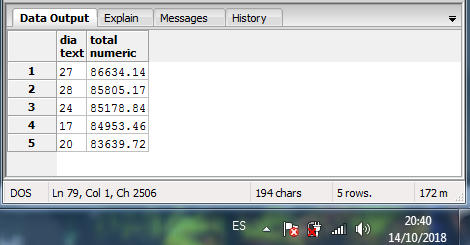 Data Output Explain Messages History
dia text total numeric
1 27 86634.14
2 28 85805.17
3 24 85178.84
4 17 84953.46
5 20 83639.72
DOS Ln 79, Col 1, Ch 2506 194 chars 5 rows. 172 m
ES 20:40
14/10/2018